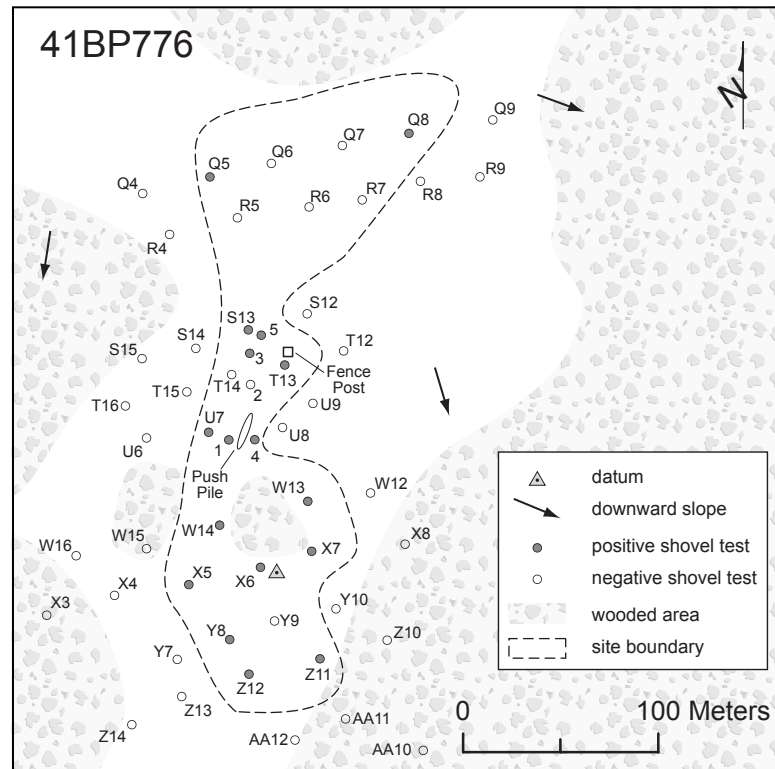 41BP776
N
Q9
Q8
Q7
Q6
Q5
Q4
R9
R8
R7
R6
R5
R4
S12
S13
5
S14
S15
3
T12
T13
Fence
Post
T14
2
T15
T16
U9
U8
U7
U6
1
4
Push
Pile
W13
W12
W14
W15
W16
X8
X7
X6
X5
X4
X3
Y10
Y9
Y8
Y7
Z10
Z11
Z12
Z13
Z14
AA11
AA12
AA10
datum
downward slope
positive shovel test
negative shovel test
wooded area
site boundary
0 100 Meters